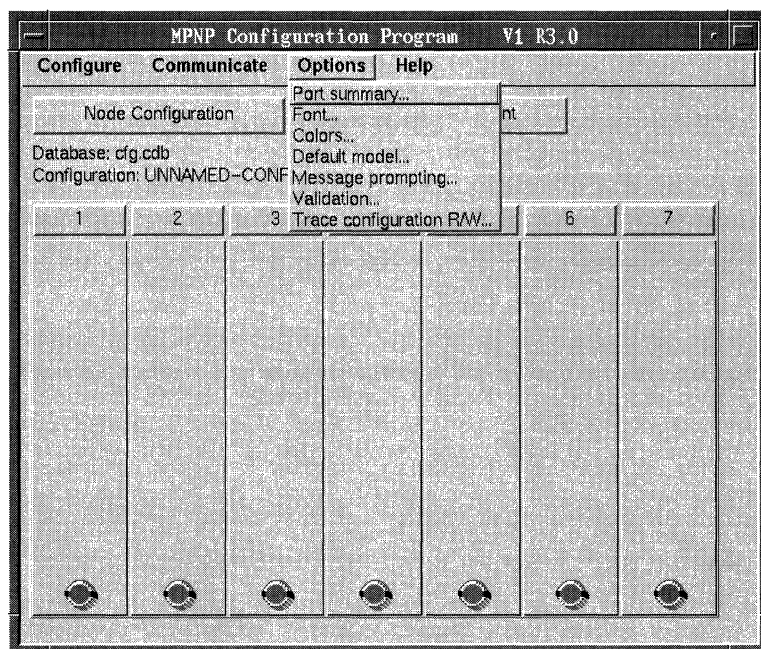 MPNP Configuration Program V1 R3.0
Configure Communicate Options Help
Port summary...
Font...
Colors...
Default model...
Message prompting...
Validation...
Trace configuration R/W...
Node Configuration
Database: cfg.cdb
Configuration: UNNAMED-CONF
1 2 3 6 7